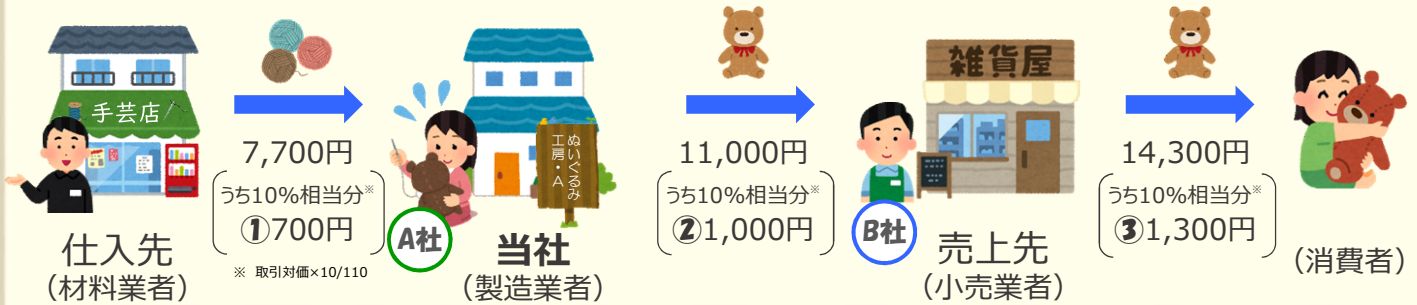 手芸店
7,700円
うち10%相当分※
①700円
※ 取引対価×10/110
仕入先
(材料業者)
ぬいぐるみ
工房・A
A社
当社
(製造業者)
11,000円
うち10%相当分※
②1,000円
雑貨屋
B社
売上先
(小売業者)
14,300円
うち10%相当分※
③1,300円
(消費者)